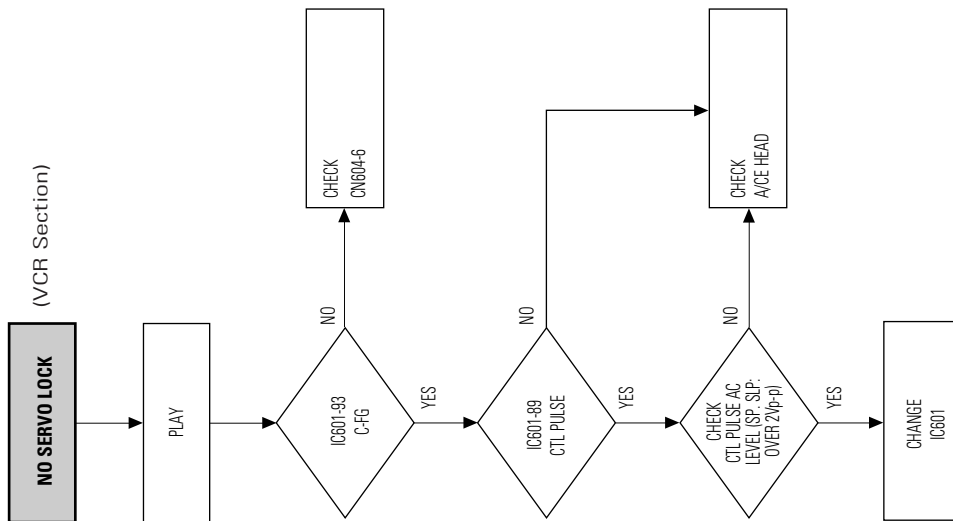 NO SERVO LOCK
(VCR Section)
PLAY
IC601-93
C-FG
NO
CHECK
CN604-6
YES
IC601-89
CTL PULSE
NO
YES
CHECK
CTL PULSE AC
LEVEL (SP. SLP:
OVER 2Vp-p)
NO
CHECK
A/CE HEAD
YES
CHANGE
IC601